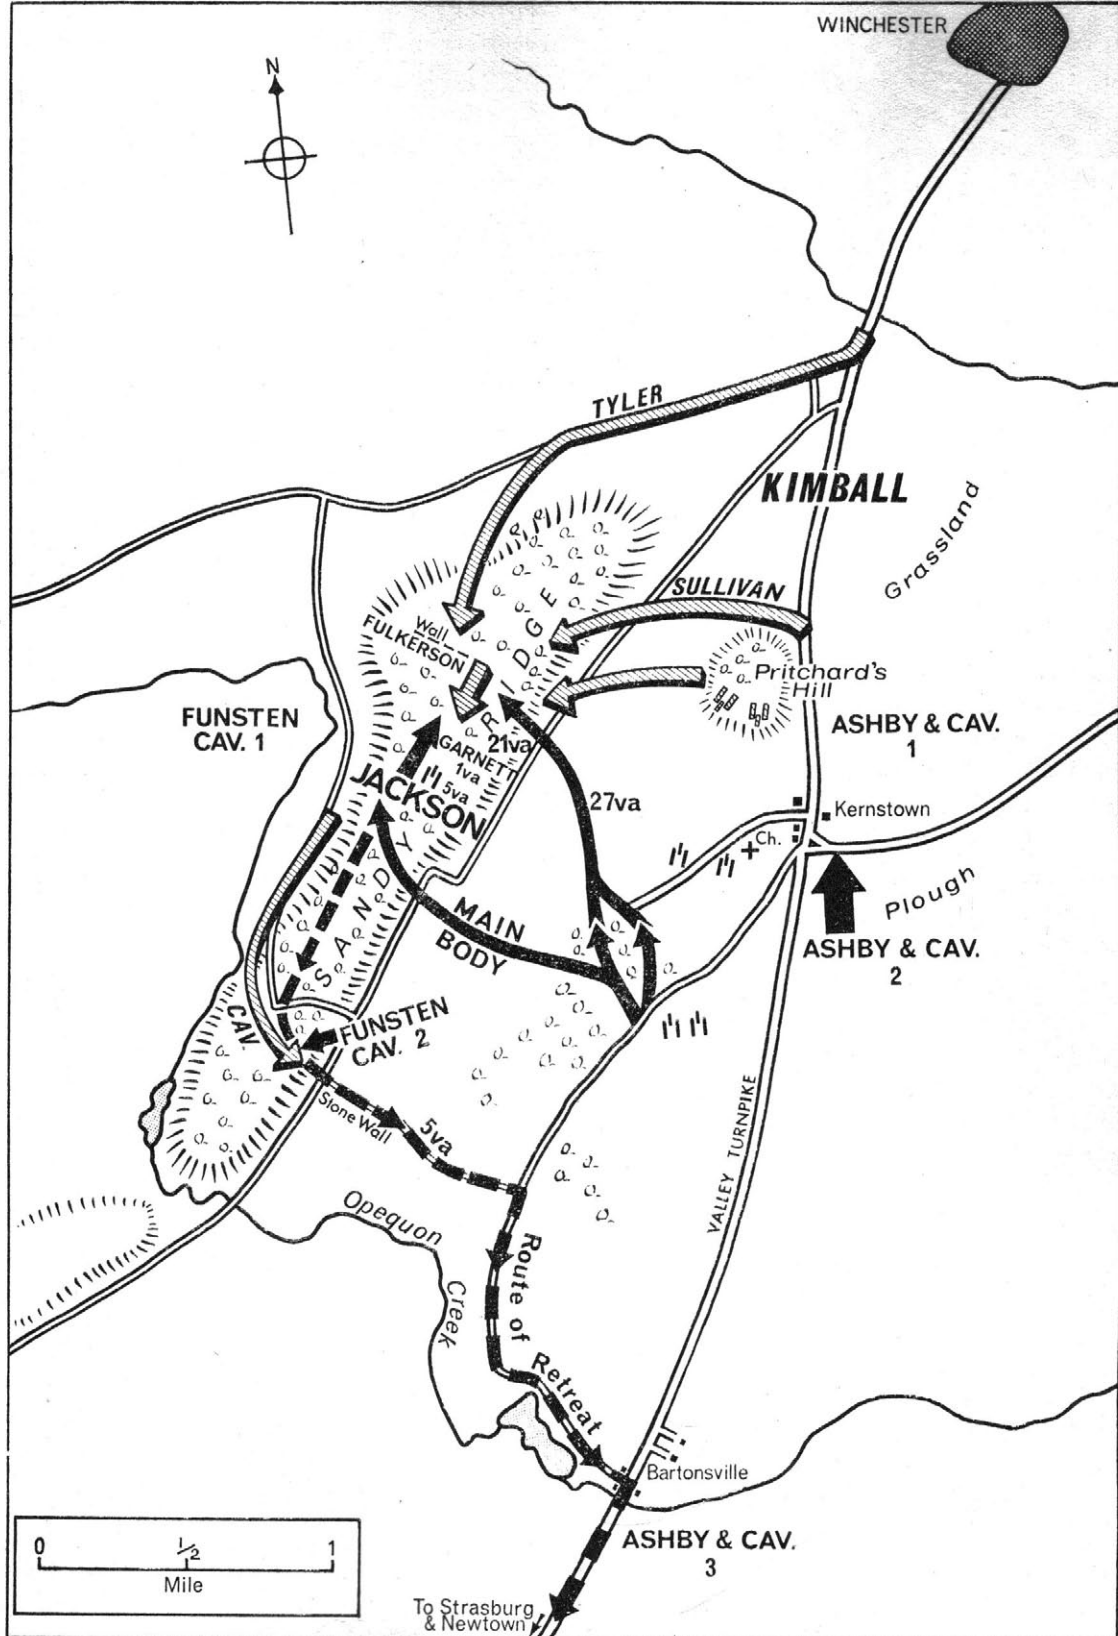 WINCHESTER
N
TYLER
KIMBALL
Grassland
SULLIVAN
Wall
FULKERSON
Pritchard's
Hill
FUNSTEN
CAV. 1
ASHBY & CAV.
1
21va
GARNETT
1va
5va
JACKSON
27va
Kernstown
Ch.
Plough
SANDY RIDGE
MAIN
BODY
ASHBY & CAV.
2
CAV.
FUNSTEN
CAV. 2
Stone Wall
5va
VALLEY TURNPIKE
Opequon
Creek
Route of
Retreat
Bartonsville
ASHBY & CAV.
3
0 1/2 1
Mile
To Strasburg
& Newtown